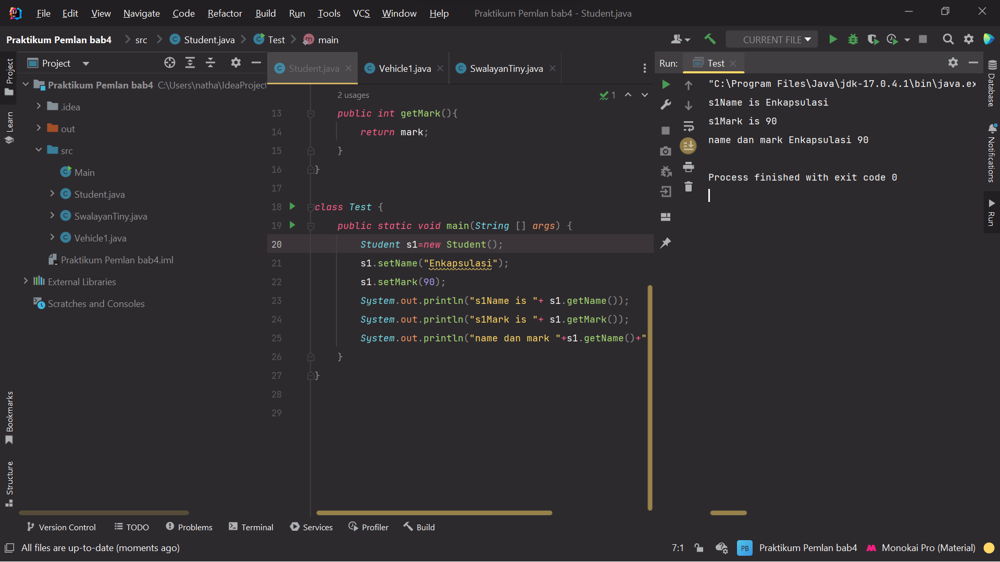 File Edit View Navigate Code Refactor Build Run Tools VCS Window Help Praktikum Pemlan bab4 - Student.java
Praktikum Pemlan bab4 src Student.java Test main CURRENT FILE
Project
Student.java Vehicle1.java SwalayanTiny.java
Run: Test
Project
Learn
Bookmarks
Structure
Praktikum Pemlan bab4 C:\Users\natha\IdeaProject
.idea
out
src
Main
Student.java
SwalayanTiny.java
Vehicle1.java
Praktikum Pemlan bab4.iml
External Libraries
Scratches and Consoles
2 usages
1
13 public int getMark(){
14 return mark;
15 }
16 }
17
18 class Test {
19 public static void main(String [] args) {
20 Student s1=new Student();
21 s1.setName("Enkapsulasi");
22 s1.setMark(90);
23 System.out.println("s1Name is "+ s1.getName());
24 System.out.println("s1Mark is "+ s1.getMark());
25 System.out.println("name dan mark "+s1.getName()+"
26 }
27 }
28
29
"C:\Program Files\Java\jdk-17.0.4.1\bin\java.ex
s1Name is Enkapsulasi
s1Mark is 90
name dan mark Enkapsulasi 90
Process finished with exit code 0
Database
Notifications
Run
Version Control TODO Problems Terminal Services Profiler Build
All files are up-to-date (moments ago) 7:1 PB Praktikum Pemlan bab4 Monokai Pro (Material)